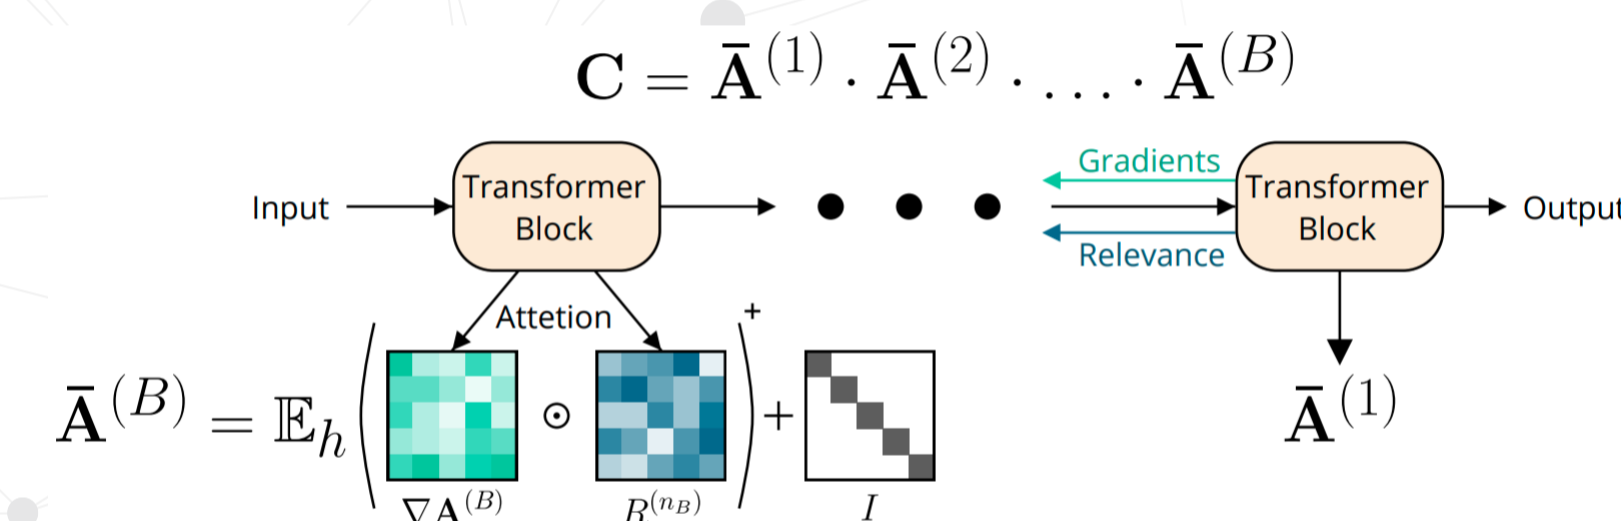 C = Ā^(1) · Ā^(2) · . . . · Ā^(B)
Gradients
Input
Transformer
Block
Transformer
Block
Output
Relevance
Attetion
Ā^(B) = 𝔼_h ( ⊙ )^+ +
Ā^(1)
∇A^(B)
R^(n_B)
I